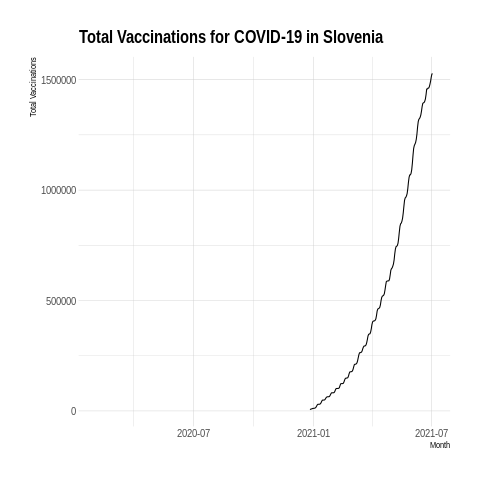 Total Vaccinations for COVID-19 in Slovenia
Total Vaccinations
1500000
1000000
500000
0
2020-07 2021-01 2021-07
Month